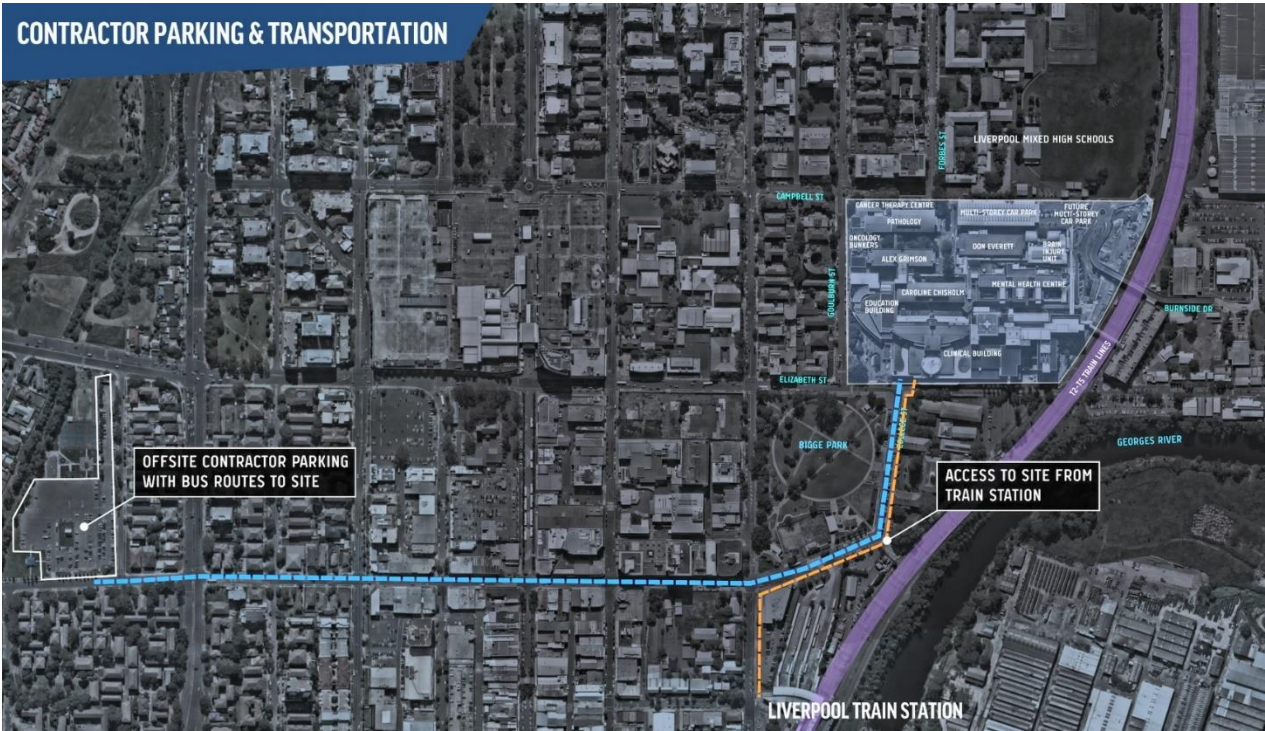 CONTRACTOR PARKING & TRANSPORTATION
FORBES ST
LIVERPOOL MIXED HIGH SCHOOLS
CAMPBELL ST
CANCER THERAPY CENTRE
MULTI-STOREY CAR PARK
FUTURE
MULTI-STOREY
CAR PARK
PATHOLOGY
ONCOLOGY
BUNKERS
DON EVERETT
BRAIN
INJURY
UNIT
ALEX GRIMSON
GOULBURN ST
MENTAL HEALTH CENTRE
CAROLINE CHISHOLM
EDUCATION
BUILDING
BURNSIDE DR
CLINICAL BUILDING
T2-T5 TRAIN LINES
ELIZABETH ST
COLLEGE ST
BIGGE PARK
GEORGES RIVER
OFFSITE CONTRACTOR PARKING
WITH BUS ROUTES TO SITE
ACCESS TO SITE FROM
TRAIN STATION
LIVERPOOL TRAIN STATION